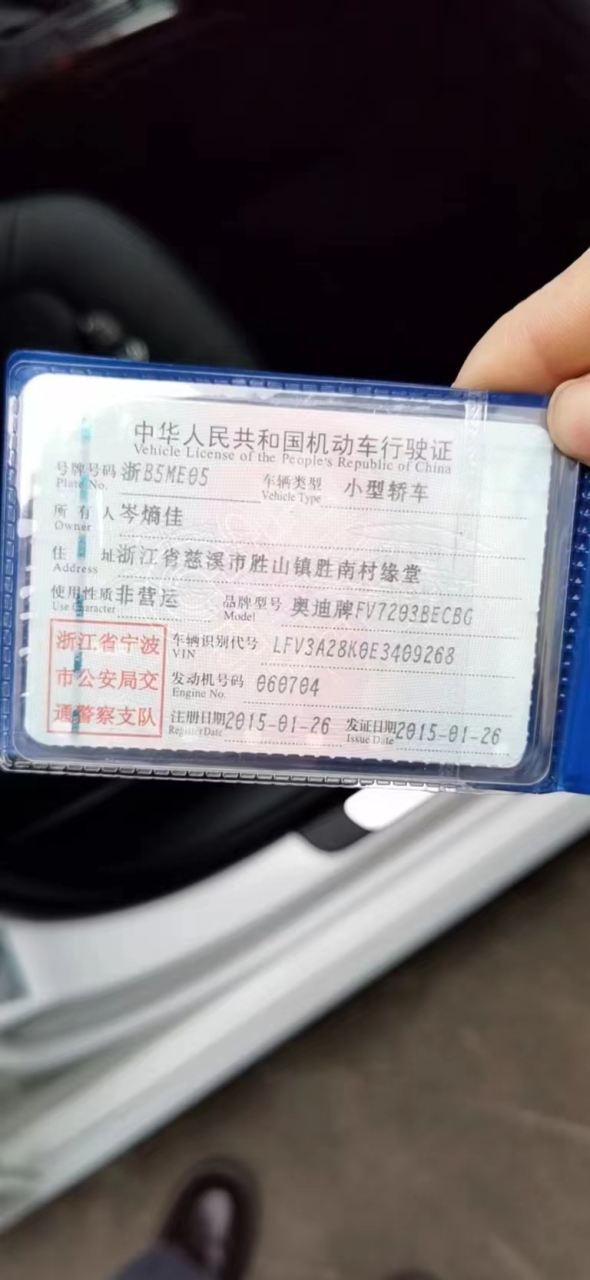 中华人民共和国机动车行驶证
Vehicle License of the People's Republic of China
号牌号码 浙B5ME05 车辆类型 小型轿车
Plate No. Vehicle Type
所有人 岑熵佳
Owner
住址 浙江省慈溪市胜山镇胜南村缘堂
Address
使用性质 非营运 品牌型号 奥迪牌FV7203BECBG
Use Character Model
浙江省宁波
市公安局交
通警察支队
车辆识别代号 LFV3A28K0E3409268
VIN
发动机号码 060704
Engine No.
注册日期 2015-01-26 发证日期 2015-01-26
Register Date Issue Date